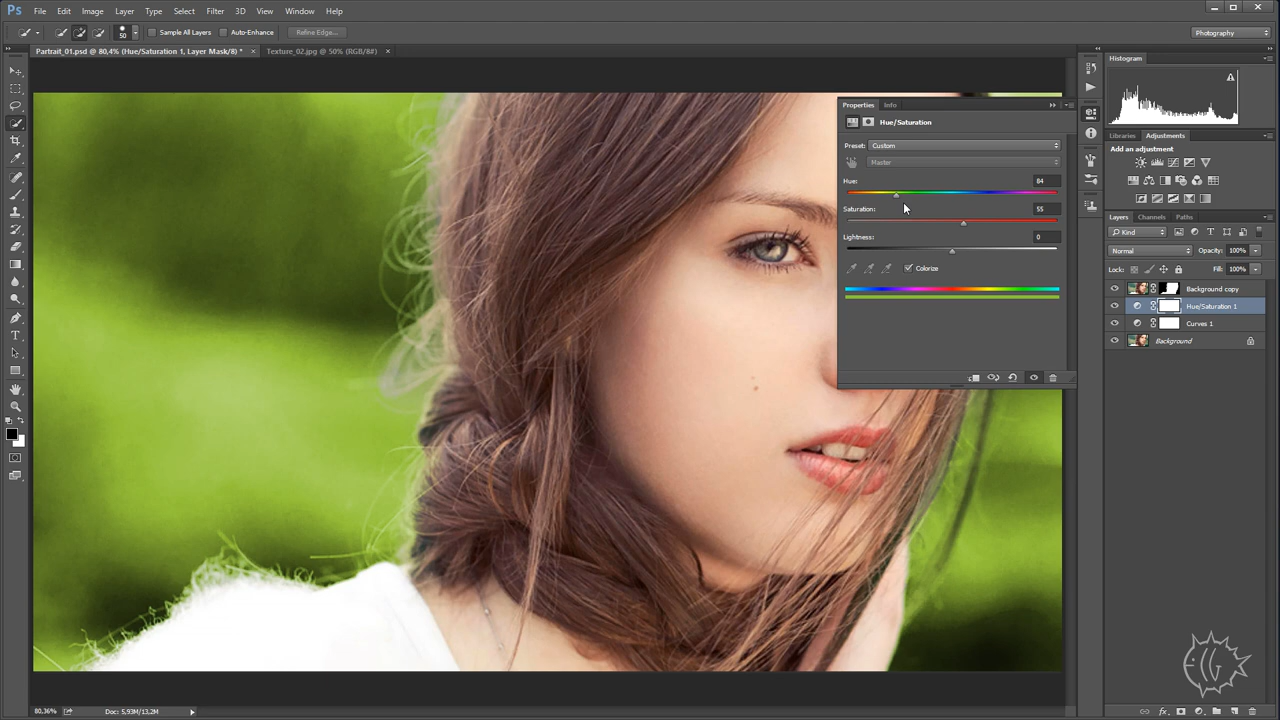 Ps File Edit Image Layer Type Select Filter 3D View Window Help
50 Sample All Layers Auto-Enhance Refine Edge... Photography
Partrait_01.psd @ 80,4% (Hue/Saturation 1, Layer Mask/8) * × Texture_02.jpg @ 50% (RGB/8#) ×
Histogram
Properties Info
Hue/Saturation
Preset: Custom
Master
Hue: 84
Saturation: 55
Lightness: 0
Colorize
Libraries Adjustments
Add an adjustment
Layers Channels Paths
Kind
Normal Opacity: 100%
Lock: Fill: 100%
Background copy
Hue/Saturation 1
Curves 1
Background
80,36% Doc: 5,93M/13,2M